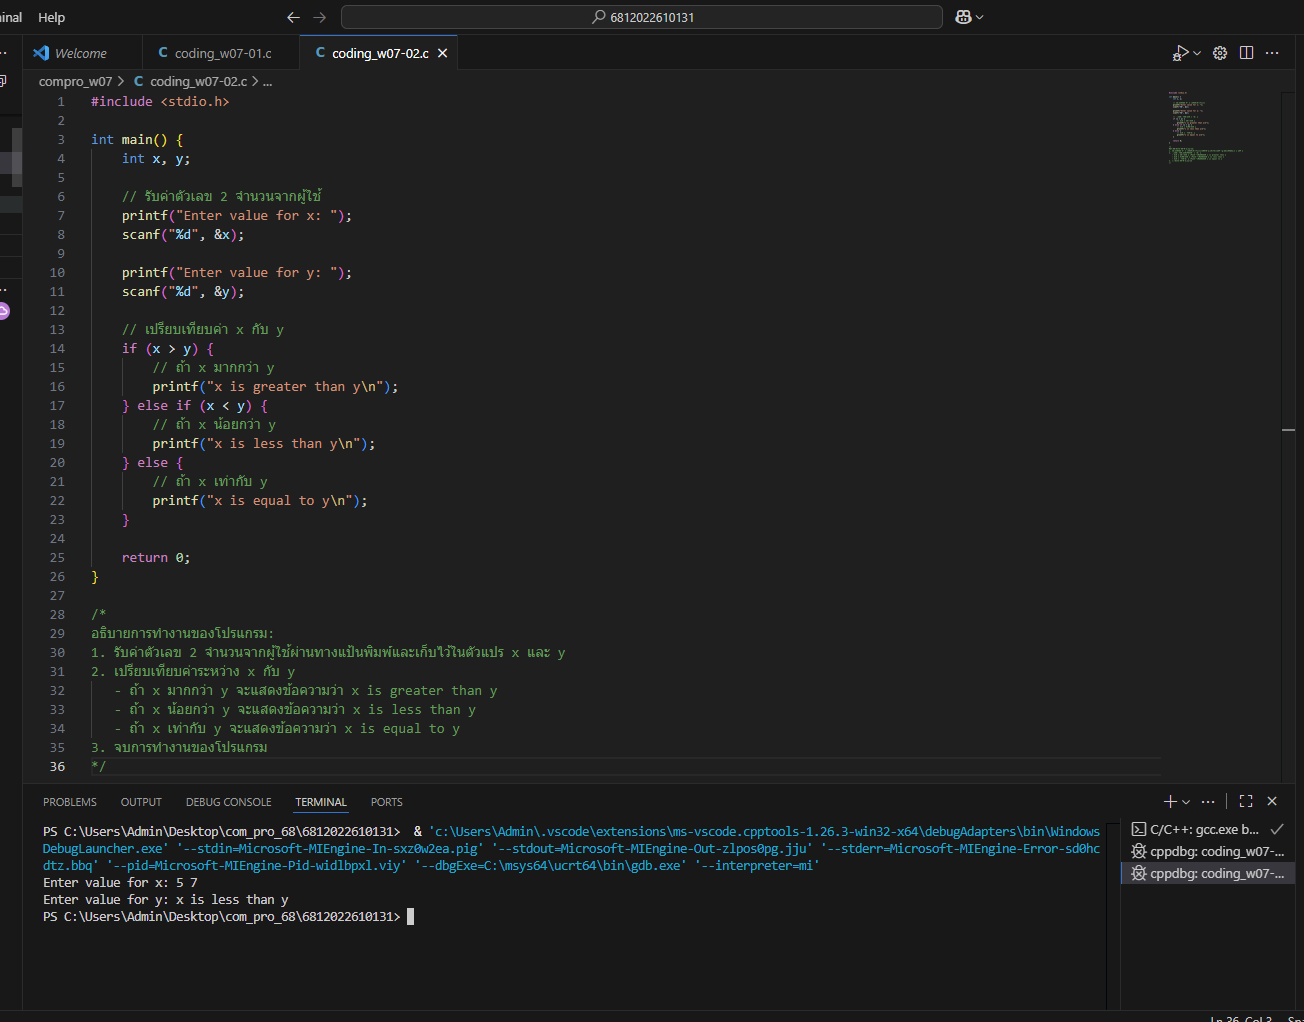 Help
6812022610131
Welcome
C coding_w07-01.c
C coding_w07-02.c
compro_w07 > C coding_w07-02.c > ...
1 #include <stdio.h>
2
3 int main() {
4 int x, y;
5
6 // รับค่าตัวเลข 2 จำนวนจากผู้ใช้
7 printf("Enter value for x: ");
8 scanf("%d", &x);
9
10 printf("Enter value for y: ");
11 scanf("%d", &y);
12
13 // เปรียบเทียบค่า x กับ y
14 if (x > y) {
15 // ถ้า x มากกว่า y
16 printf("x is greater than y\n");
17 } else if (x < y) {
18 // ถ้า x น้อยกว่า y
19 printf("x is less than y\n");
20 } else {
21 // ถ้า x เท่ากับ y
22 printf("x is equal to y\n");
23 }
24
25 return 0;
26 }
27
28 /*
29 อธิบายการทำงานของโปรแกรม:
30 1. รับค่าตัวเลข 2 จำนวนจากผู้ใช้ผ่านทางแป้นพิมพ์และเก็บไว้ในตัวแปร x และ y
31 2. เปรียบเทียบค่าระหว่าง x กับ y
32 - ถ้า x มากกว่า y จะแสดงข้อความว่า x is greater than y
33 - ถ้า x น้อยกว่า y จะแสดงข้อความว่า x is less than y
34 - ถ้า x เท่ากับ y จะแสดงข้อความว่า x is equal to y
35 3. จบการทำงานของโปรแกรม
36 */
PROBLEMS OUTPUT DEBUG CONSOLE TERMINAL PORTS
PS C:\Users\Admin\Desktop\com_pro_68\6812022610131> & 'c:\Users\Admin\.vscode\extensions\ms-vscode.cpptools-1.26.3-win32-x64\debugAdapters\bin\Windows
DebugLauncher.exe' '--stdin=Microsoft-MIEngine-In-sxz0w2ea.pig' '--stdout=Microsoft-MIEngine-Out-zlpos0pg.jju' '--stderr=Microsoft-MIEngine-Error-sd0hc
dtz.bbq' '--pid=Microsoft-MIEngine-Pid-widlbpxl.viy' '--dbgExe=C:\msys64\ucrt64\bin\gdb.exe' '--interpreter=mi'
Enter value for x: 5 7
Enter value for y: x is less than y
PS C:\Users\Admin\Desktop\com_pro_68\6812022610131>
C/C++: gcc.exe b...
cppdbg: coding_w07-...
cppdbg: coding_w07-...